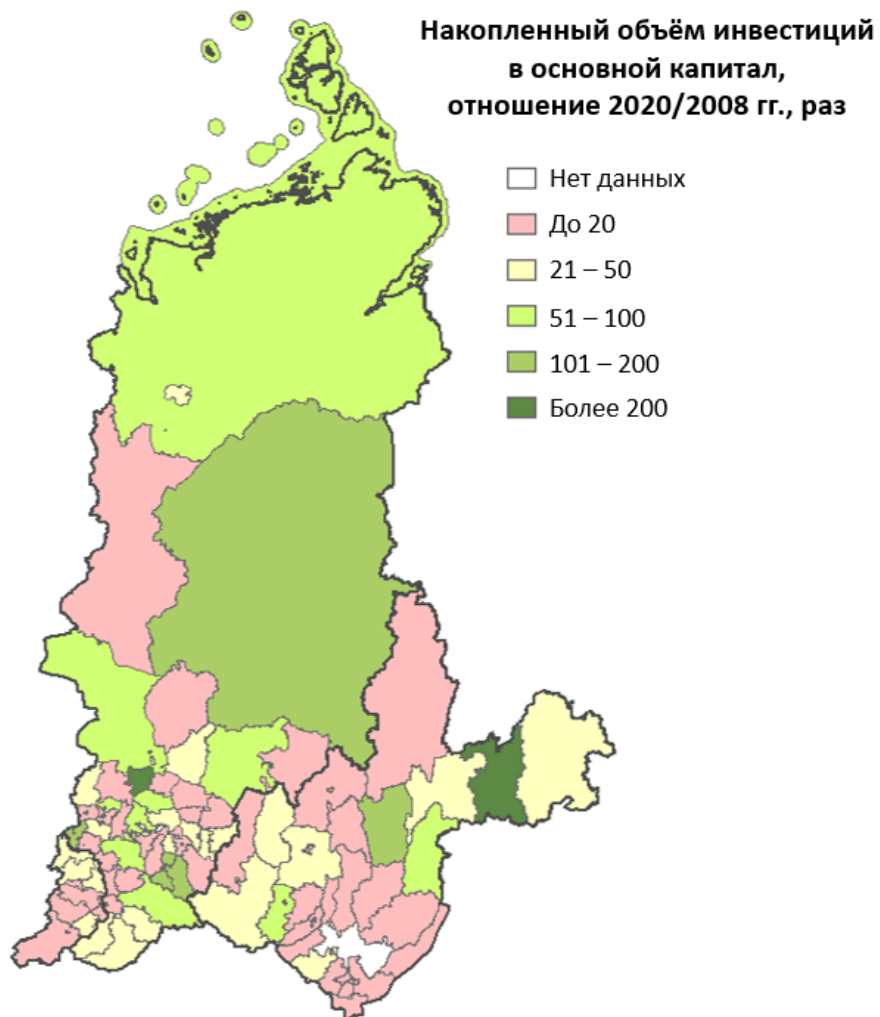 Накопленный объём инвестиций
в основной капитал,
отношение 2020/2008 гг., раз
Нет данных
До 20
21 – 50
51 – 100
101 – 200
Более 200